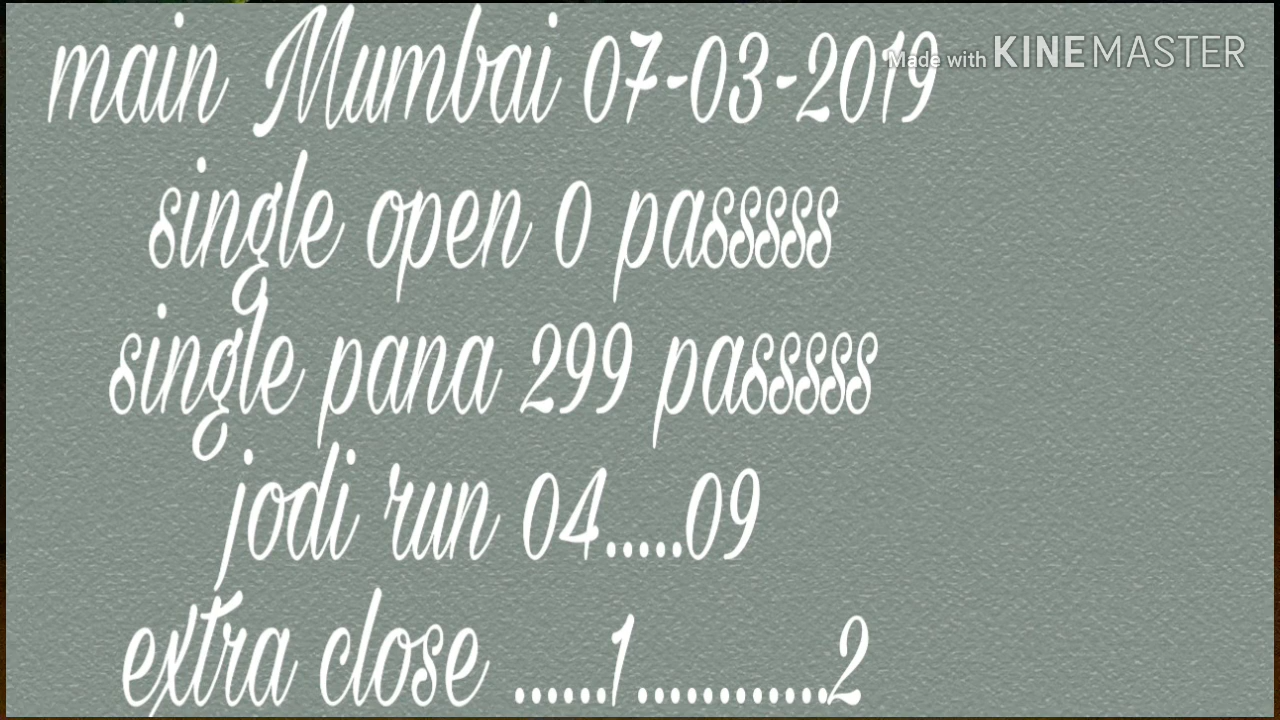 main Mumbai 07-03-2019
Made with KINEMASTER
single open 0 passsss
single pana 299 passsss
jodi run 04.....09
extra close ......1............2